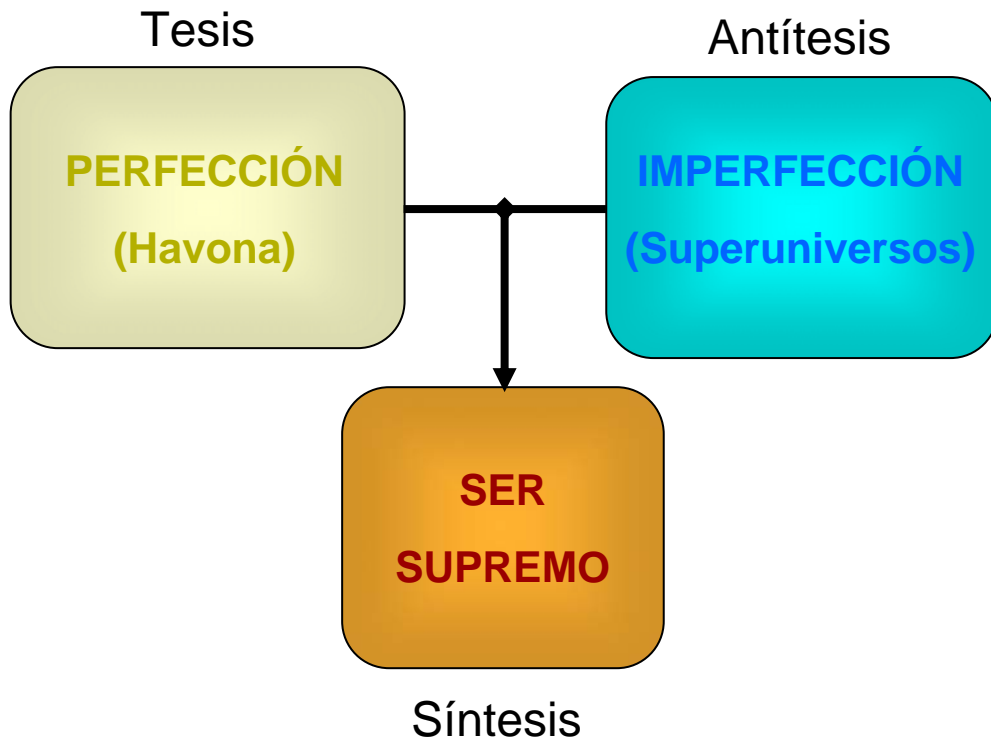 Tesis
Antítesis
PERFECCIÓN
(Havona)
IMPERFECCIÓN
(Superuniversos)
SER
SUPREMO
Síntesis